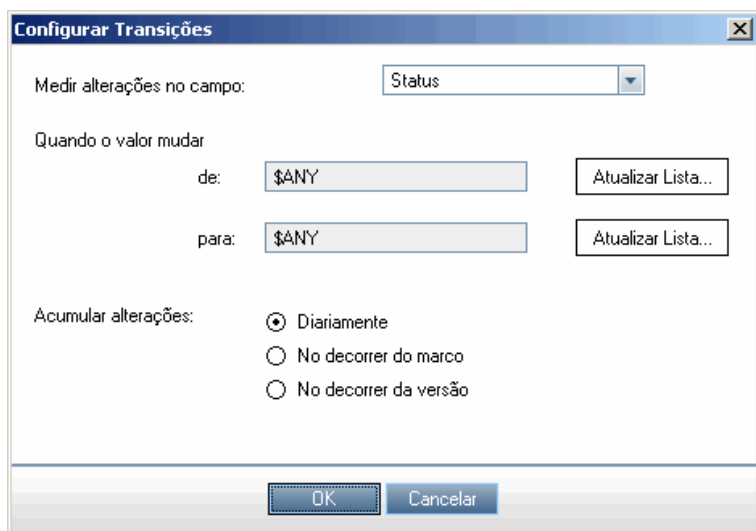 Configurar Transições
Medir alterações no campo: Status
Quando o valor mudar
de: $ANY Atualizar Lista...
para: $ANY Atualizar Lista...
Acumular alterações: Diariamente
No decorrer do marco
No decorrer da versão
OK Cancelar